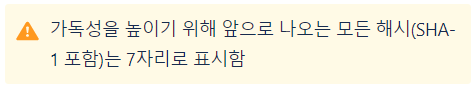 가독성을 높이기 위해 앞으로 나오는 모든 해시(SHA-
1 포함)는 7자리로 표시함